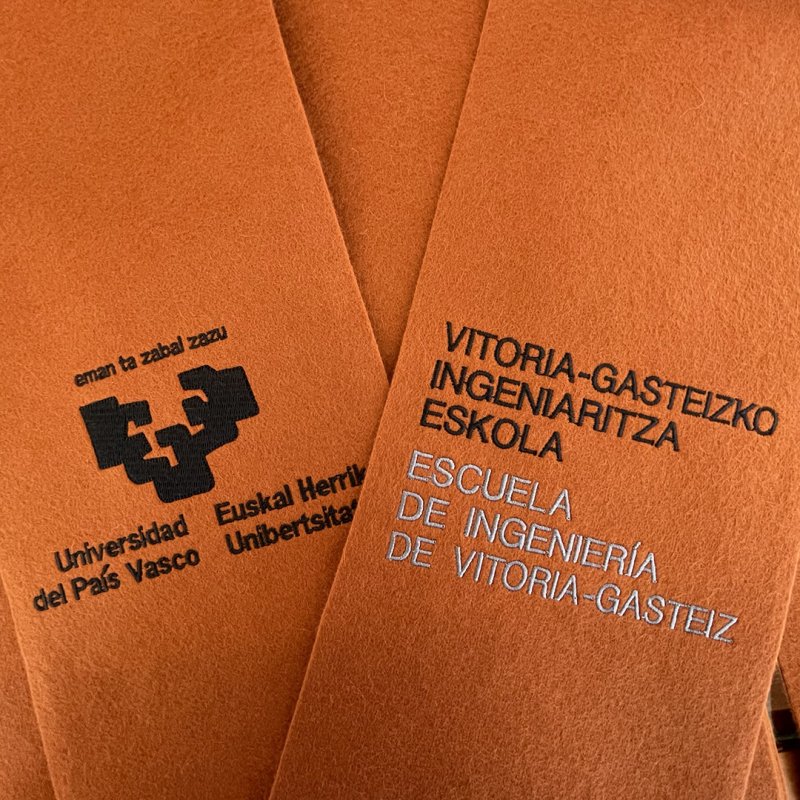 eman ta zabal zazu
Universidad
del País Vasco
Euskal Herrik
Unibertsitat
VITORIA-GASTEIZKO
INGENIARITZA
ESKOLA
ESCUELA
DE INGENIERÍA
DE VITORIA-GASTEIZ